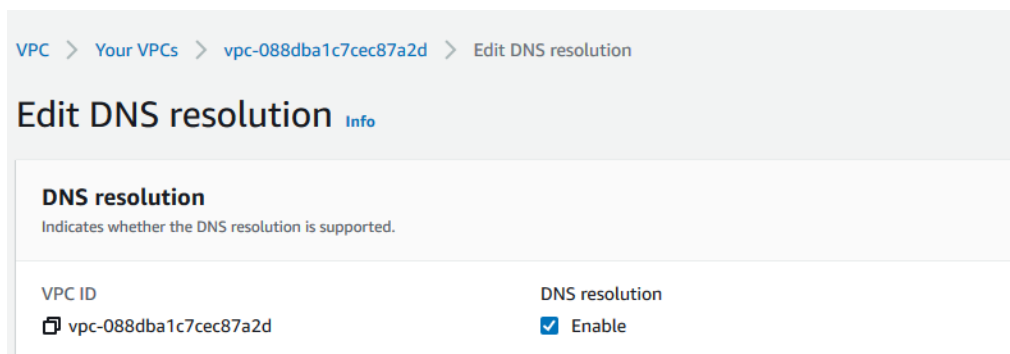 VPC > Your VPCs > vpc-088dba1c7cec87a2d > Edit DNS resolution
Edit DNS resolution Info
DNS resolution
Indicates whether the DNS resolution is supported.
VPC ID DNS resolution
vpc-088dba1c7cec87a2d Enable